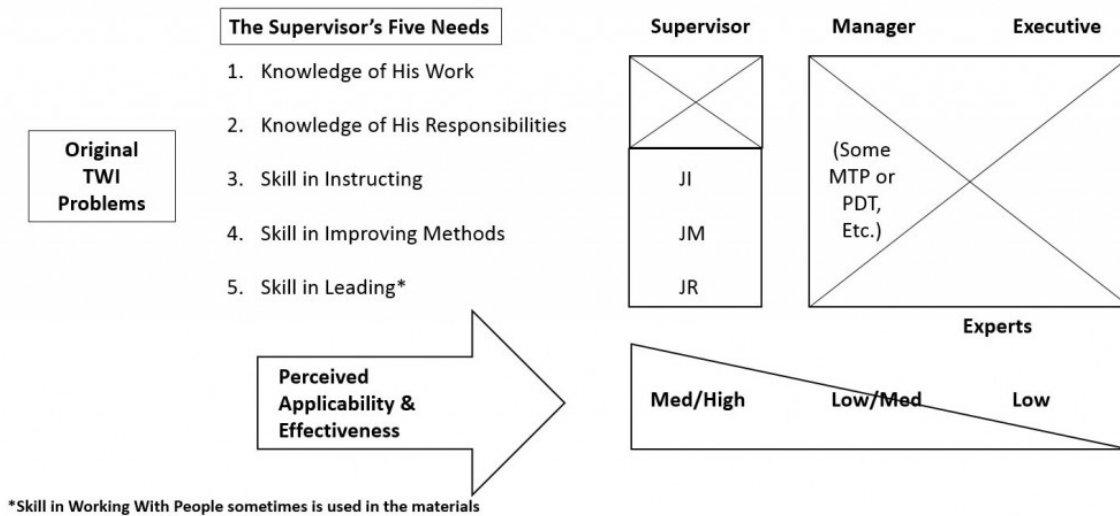 The Supervisor's Five Needs
Supervisor
Manager
Executive
1. Knowledge of His Work
2. Knowledge of His Responsibilities
Original
TWI
Problems
3. Skill in Instructing
JI
(Some
MTP or
PDT,
Etc.)
4. Skill in Improving Methods
JM
5. Skill in Leading*
JR
Experts
Perceived
Applicability &
Effectiveness
Med/High
Low/Med
Low
*Skill in Working With People sometimes is used in the materials